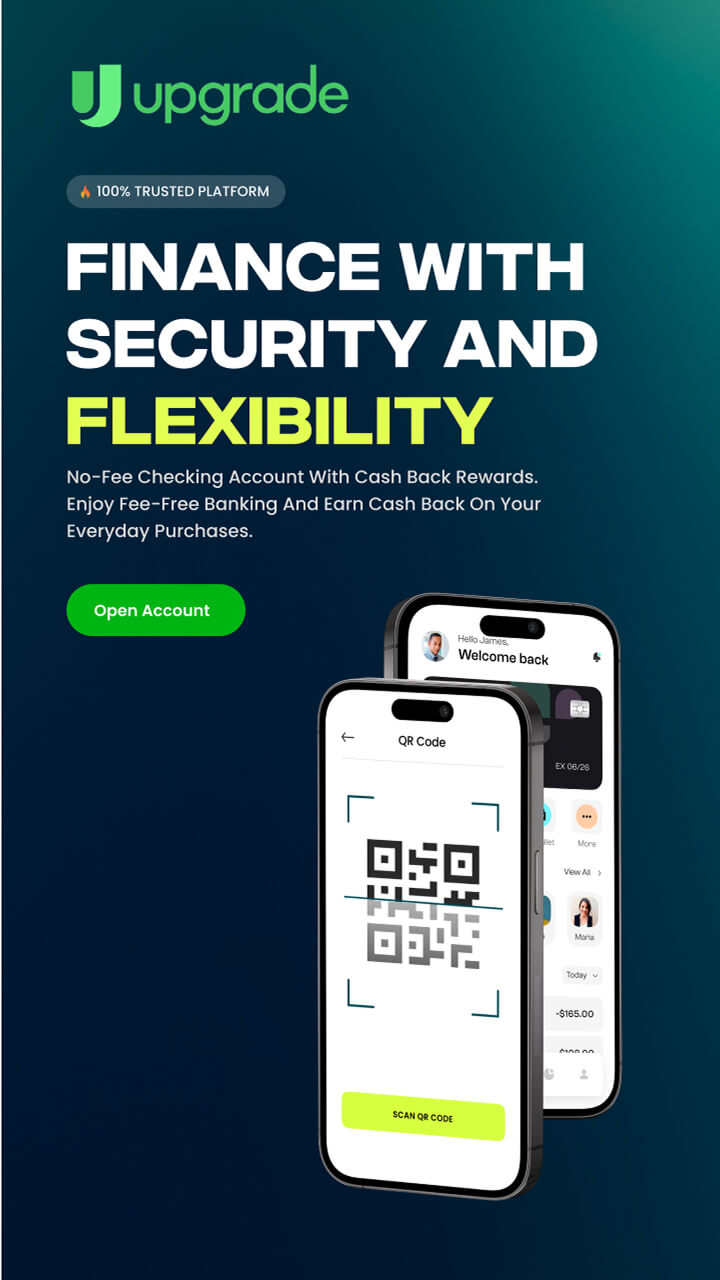 upgrade
100% TRUSTED PLATFORM
FINANCE WITH
SECURITY AND
FLEXIBILITY
No-Fee Checking Account With Cash Back Rewards.
Enjoy Fee-Free Banking And Earn Cash Back On Your
Everyday Purchases.
Open Account
Hello James,
Welcome back
EX 06/26
More
View All
Maria
Today
-$165.00
QR Code
SCAN QR CODE